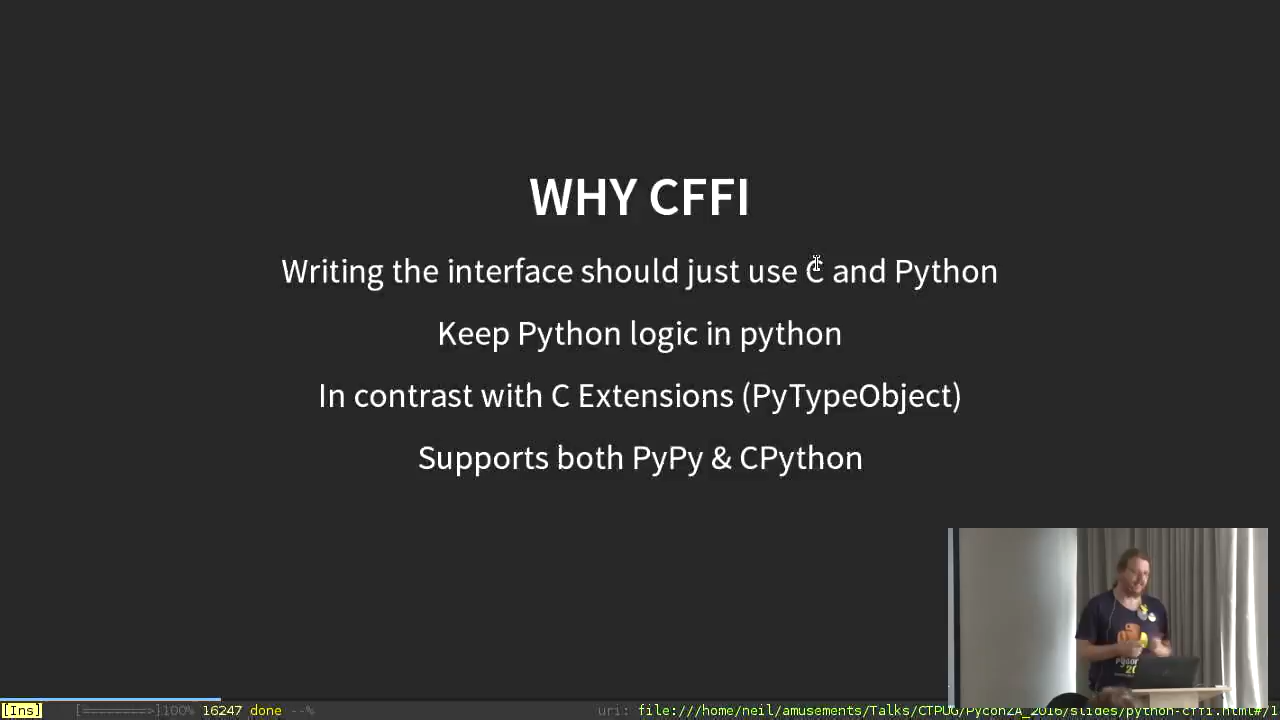 WHY CFFI
Writing the interface should just use C and Python
Keep Python logic in python
In contrast with C Extensions (PyTypeObject)
Supports both PyPy & CPython
[Ins] [========>]100% 16247 done --% uri: file:///home/neil/amusements/Talks/CTPUG/PyconZA_2016/slides/python-cffi.html#/1